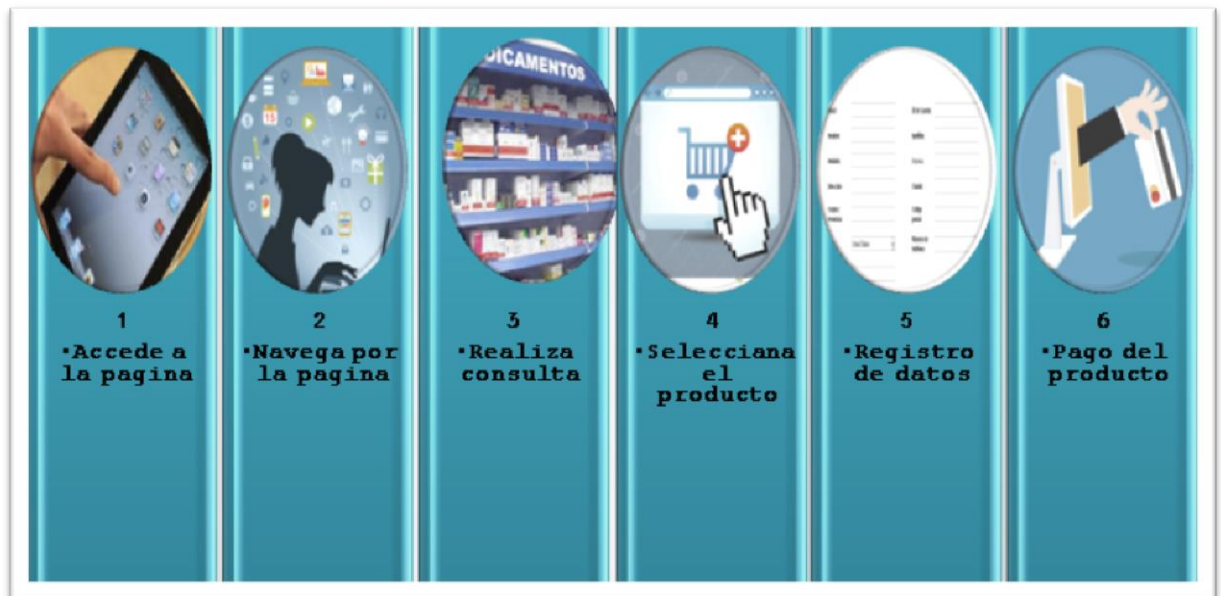 DICAMENTOS
15
1
·Accede a
la pagina
2
·Navega por
la pagina
3
·Realiza
consulta
4
·Selecciana
el
producto
5
·Registro
de datos
6
·Pago del
producto